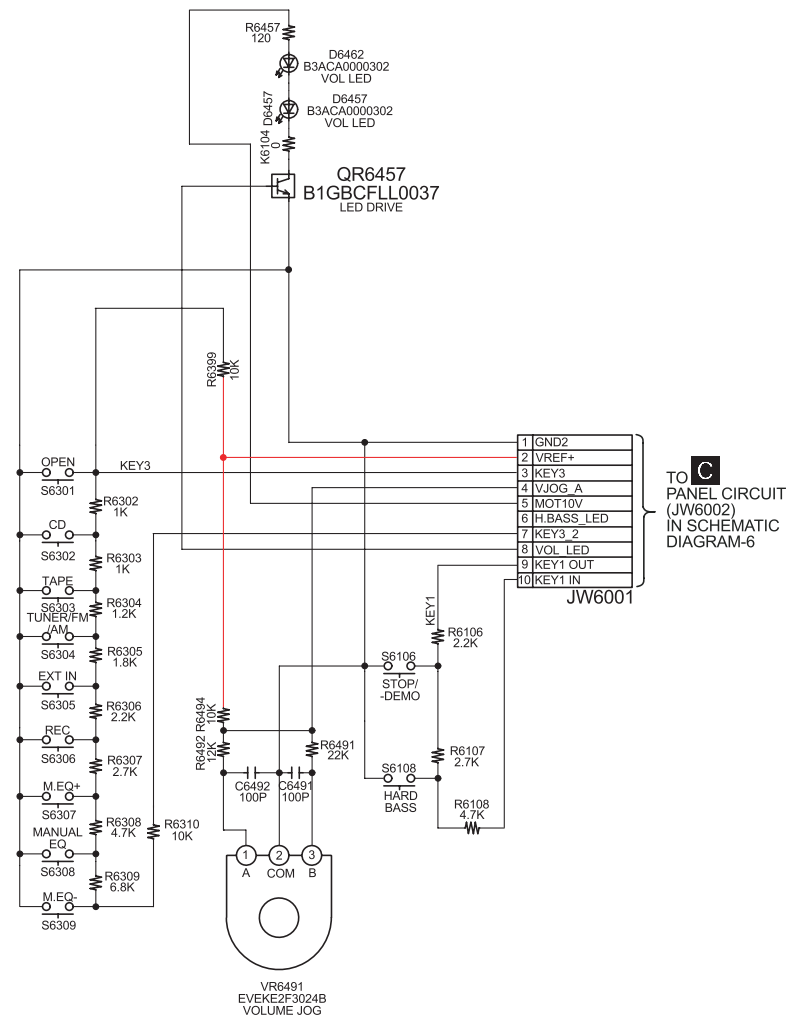 R6457
120
D6462
B3ACA0000302
VOL LED
D6457
D6457
B3ACA0000302
VOL LED
K6104
0
QR6457
B1GBCFLL0037
LED DRIVE
R6399
10K
1 GND2
2 VREF+
3 KEY3
4 VJOG_A
5 MOT10V
6 H.BASS_LED
7 KEY3_2
8 VOL_LED
9 KEY1 OUT
10 KEY1 IN
JW6001
TO C
PANEL CIRCUIT
(JW6002)
IN SCHEMATIC
DIAGRAM-6
OPEN
KEY3
S6301
R6302
1K
CD
S6302
R6303
1K
TAPE
S6303
R6304
1.2K
TUNER/FM
/AM
S6304
R6305
1.8K
EXT IN
S6305
R6306
2.2K
REC
S6306
R6307
2.7K
M.EQ+
S6307
R6308
4.7K
MANUAL
EQ
S6308
R6309
6.8K
M.EQ-
S6309
R6310
10K
KEY1
R6106
2.2K
S6106
STOP/
-DEMO
R6107
2.7K
S6108
HARD
BASS
R6108
4.7K
R6494
10K
R6492
12K
R6491
22K
C6492
100P
C6491
100P
1 2 3
A COM B
VR6491
EVEKE2F3024B
VOLUME JOG